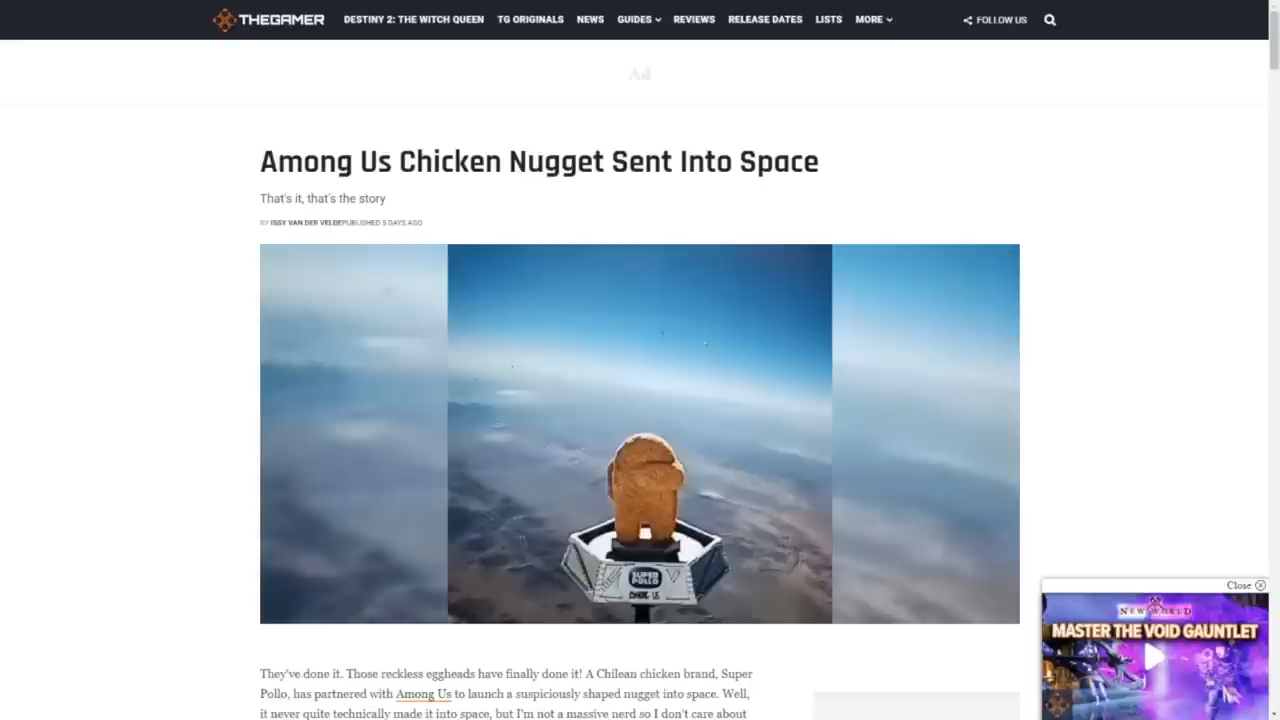 THEGAMER
DESTINY 2: THE WITCH QUEEN
TG ORIGINALS
NEWS
GUIDES
REVIEWS
RELEASE DATES
LISTS
MORE
FOLLOW US
Ad
Among Us Chicken Nugget Sent Into Space
That's it, that's the story
BY ISSY VAN DER VELDEPUBLISHED 5 DAYS AGO
SUPER
POLLO
AMONG US
They've done it. Those reckless eggheads have finally done it! A Chilean chicken brand, Super
Pollo, has partnered with Among Us to launch a suspiciously shaped nugget into space. Well,
it never quite technically made it into space, but I'm not a massive nerd so I don't care about
Close
NEW WORLD
MASTER THE VOID GAUNTLET